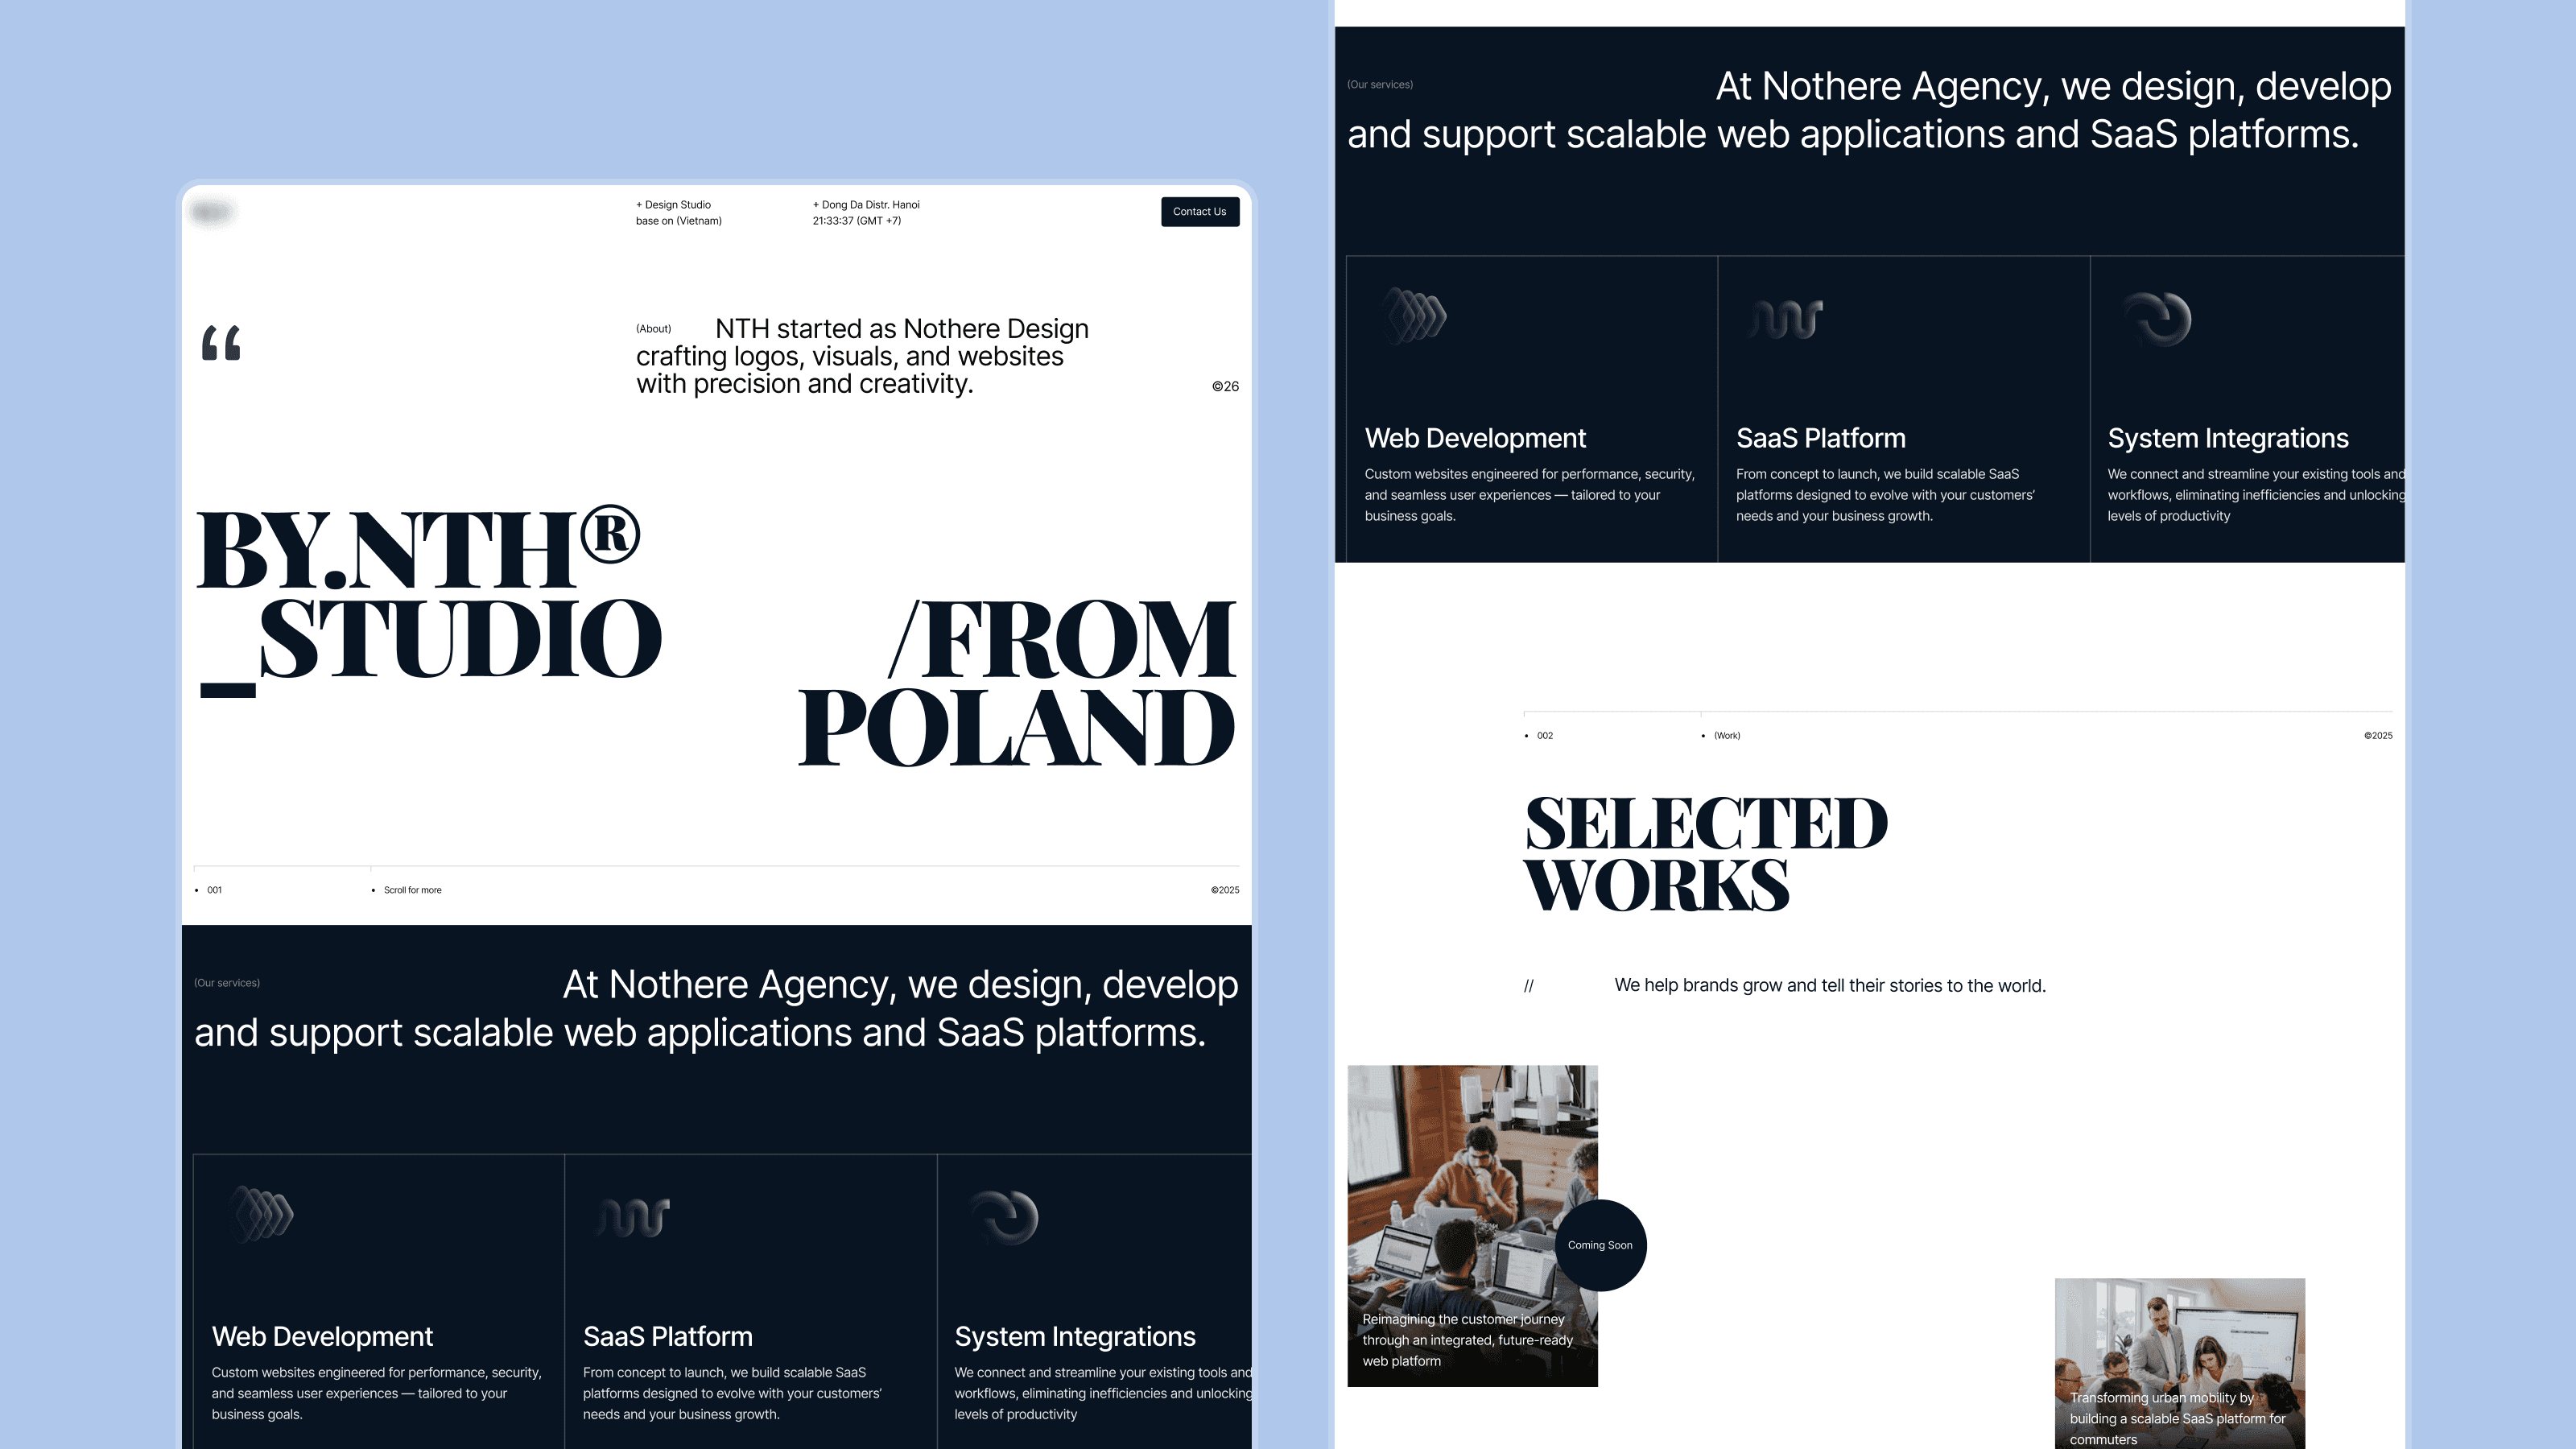 + Design Studio
base on (Vietnam)
+ Dong Da Distr. Hanoi
21:33:37 (GMT +7)
Contact Us
“
(About) NTH started as Nothere Design
crafting logos, visuals, and websites
with precision and creativity.
©26
BY.NTH®
_STUDIO
/FROM
POLAND
• 001
• Scroll for more
©2025
(Our services) At Nothere Agency, we design, develop
and support scalable web applications and SaaS platforms.
Web Development
Custom websites engineered for performance, security,
and seamless user experiences — tailored to your
business goals.
SaaS Platform
From concept to launch, we build scalable SaaS
platforms designed to evolve with your customers’
needs and your business growth.
System Integrations
We connect and streamline your existing tools and
workflows, eliminating inefficiencies and unlocking
levels of productivity
(Our services) At Nothere Agency, we design, develop
and support scalable web applications and SaaS platforms.
Web Development
Custom websites engineered for performance, security,
and seamless user experiences — tailored to your
business goals.
SaaS Platform
From concept to launch, we build scalable SaaS
platforms designed to evolve with your customers’
needs and your business growth.
System Integrations
We connect and streamline your existing tools and
workflows, eliminating inefficiencies and unlocking
levels of productivity
• 002
• (Work)
©2025
SELECTED
WORKS
// We help brands grow and tell their stories to the world.
Coming Soon
Reimagining the customer journey
through an integrated, future-ready
web platform
Transforming urban mobility by
building a scalable SaaS platform for
commuters